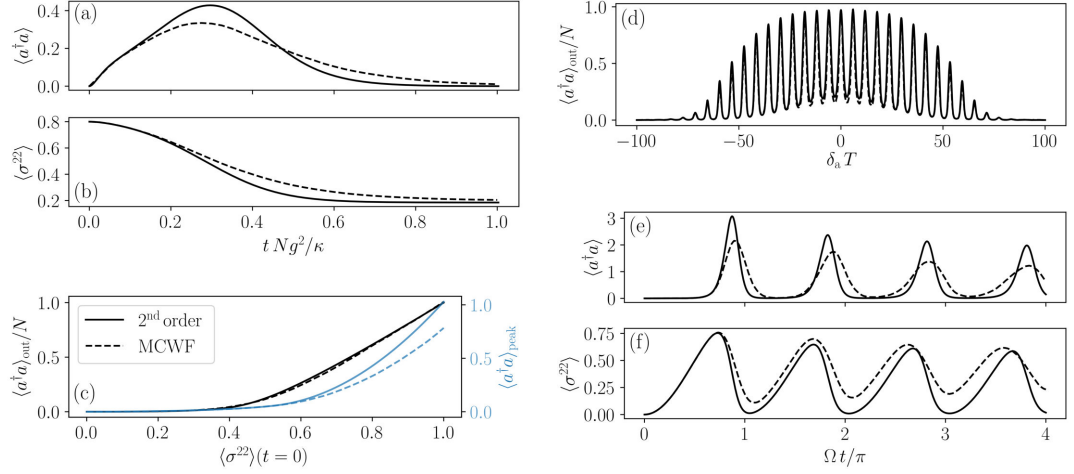 (a)
⟨a†a⟩
0.4
0.2
0.0
(b)
⟨σ²²⟩
0.8
0.6
0.4
0.2
0.0 0.2 0.4 0.6 0.8 1.0
t Ng²/κ
(c)
2nd order
MCWF
⟨a†a⟩out/N
1.0
0.5
0.0
1.0
0.5
0.0
⟨a†a⟩peak
0.0 0.2 0.4 0.6 0.8 1.0
⟨σ²²⟩(t = 0)
(d)
⟨a†a⟩out/N
1.0
0.5
0.0
−100 −50 0 50 100
δaT
(e)
⟨a†a⟩
3
2
1
0
(f)
⟨σ²²⟩
0.75
0.50
0.25
0.00
0 1 2 3 4
Ω t/π